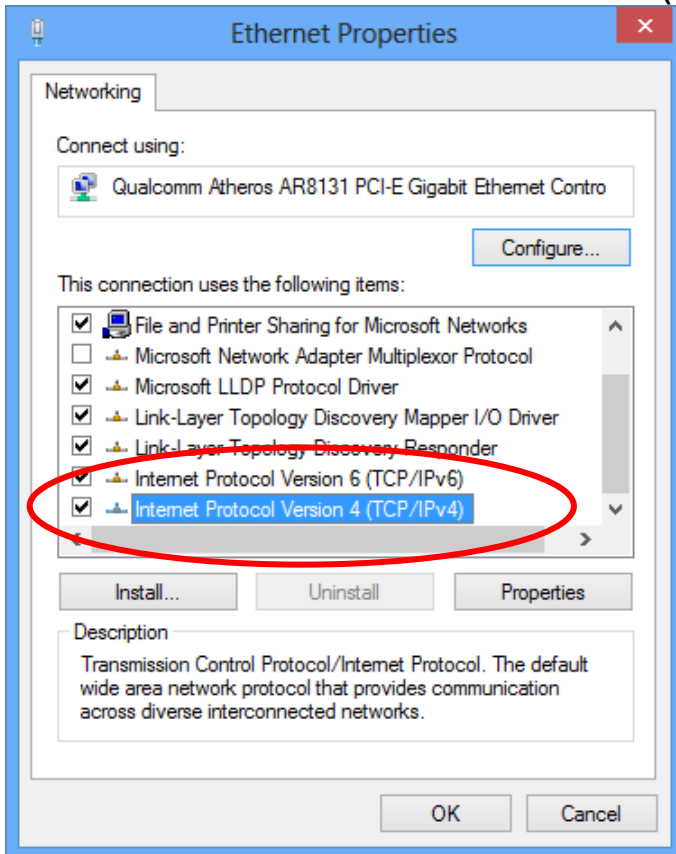 Ethernet Properties
Networking
Connect using:
Qualcomm Atheros AR8131 PCI-E Gigabit Ethernet Contro
Configure...
This connection uses the following items:
File and Printer Sharing for Microsoft Networks
Microsoft Network Adapter Multiplexor Protocol
Microsoft LLDP Protocol Driver
Link-Layer Topology Discovery Mapper I/O Driver
Link-Layer Topology Discovery Responder
Internet Protocol Version 6 (TCP/IPv6)
Internet Protocol Version 4 (TCP/IPv4)
Install... Uninstall Properties
Description
Transmission Control Protocol/Internet Protocol. The default
wide area network protocol that provides communication
across diverse interconnected networks.
OK Cancel